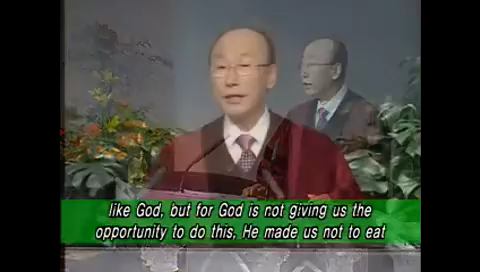 like God, but for God is not giving us the
opportunity to do this, He made us not to eat